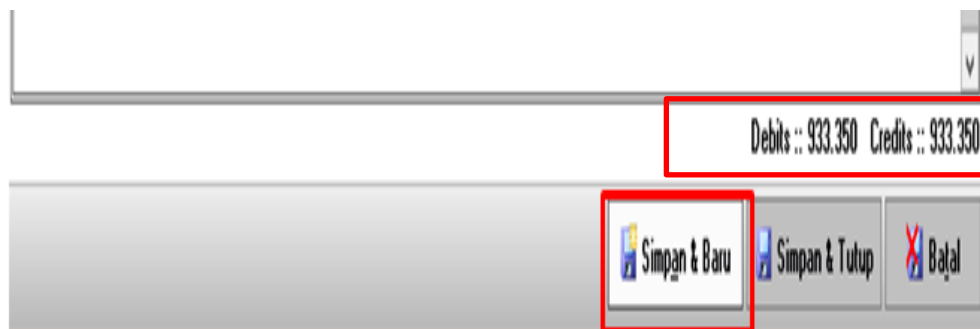 Debits :: 933.350 Credits :: 933.350
Simpan & Baru Simpan & Tutup Batal